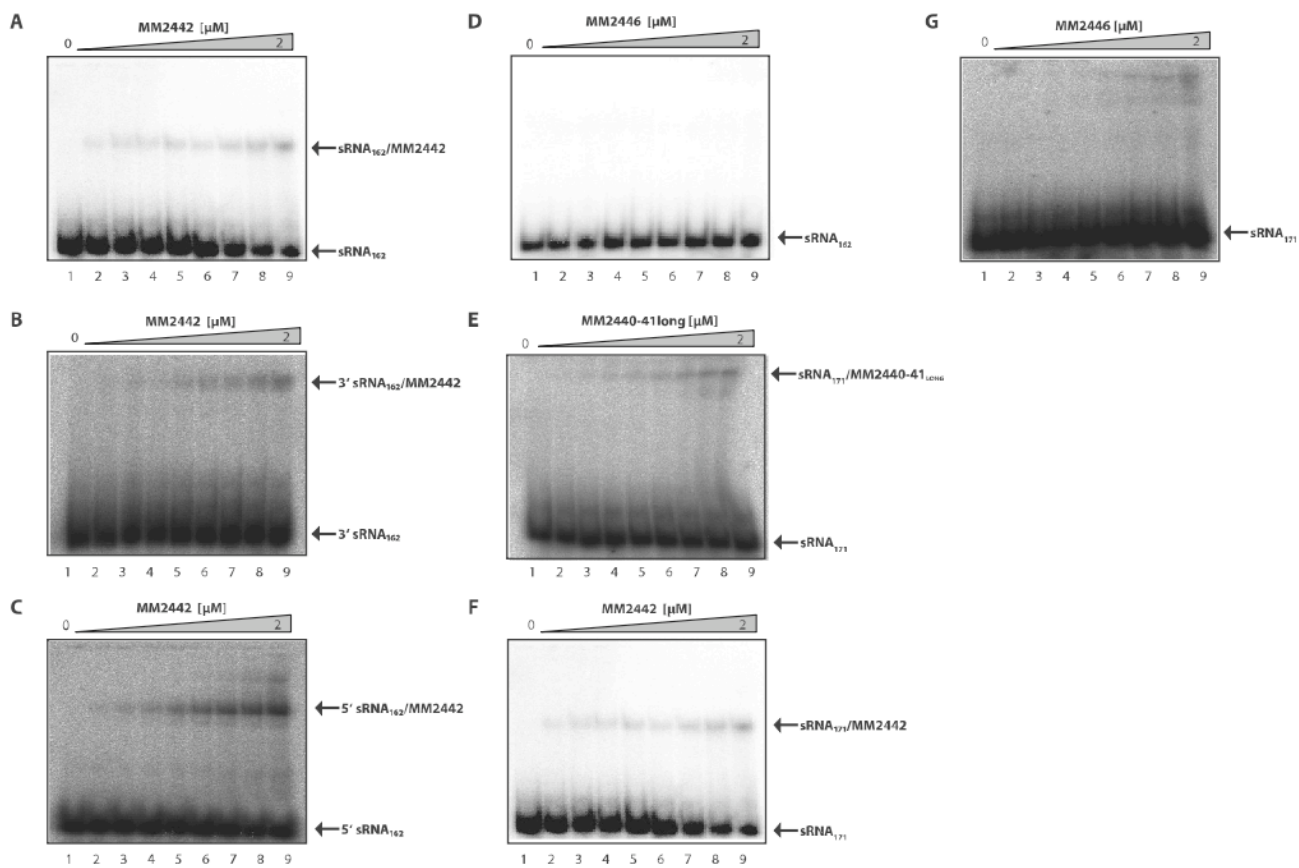 A
MM2442 [µM]
0
2
sRNA162/MM2442
sRNA162
1 2 3 4 5 6 7 8 9
B
MM2442 [µM]
0
2
3' sRNA162/MM2442
3' sRNA162
1 2 3 4 5 6 7 8 9
C
MM2442 [µM]
0
2
5' sRNA162/MM2442
5' sRNA162
1 2 3 4 5 6 7 8 9
D
MM2446 [µM]
0
2
sRNA162
1 2 3 4 5 6 7 8 9
E
MM2440-41long [µM]
0
2
sRNA171/MM2440-41LONG
sRNA171
1 2 3 4 5 6 7 8 9
F
MM2442 [µM]
0
2
sRNA171/MM2442
sRNA171
1 2 3 4 5 6 7 8 9
G
MM2446 [µM]
0
2
sRNA171
1 2 3 4 5 6 7 8 9